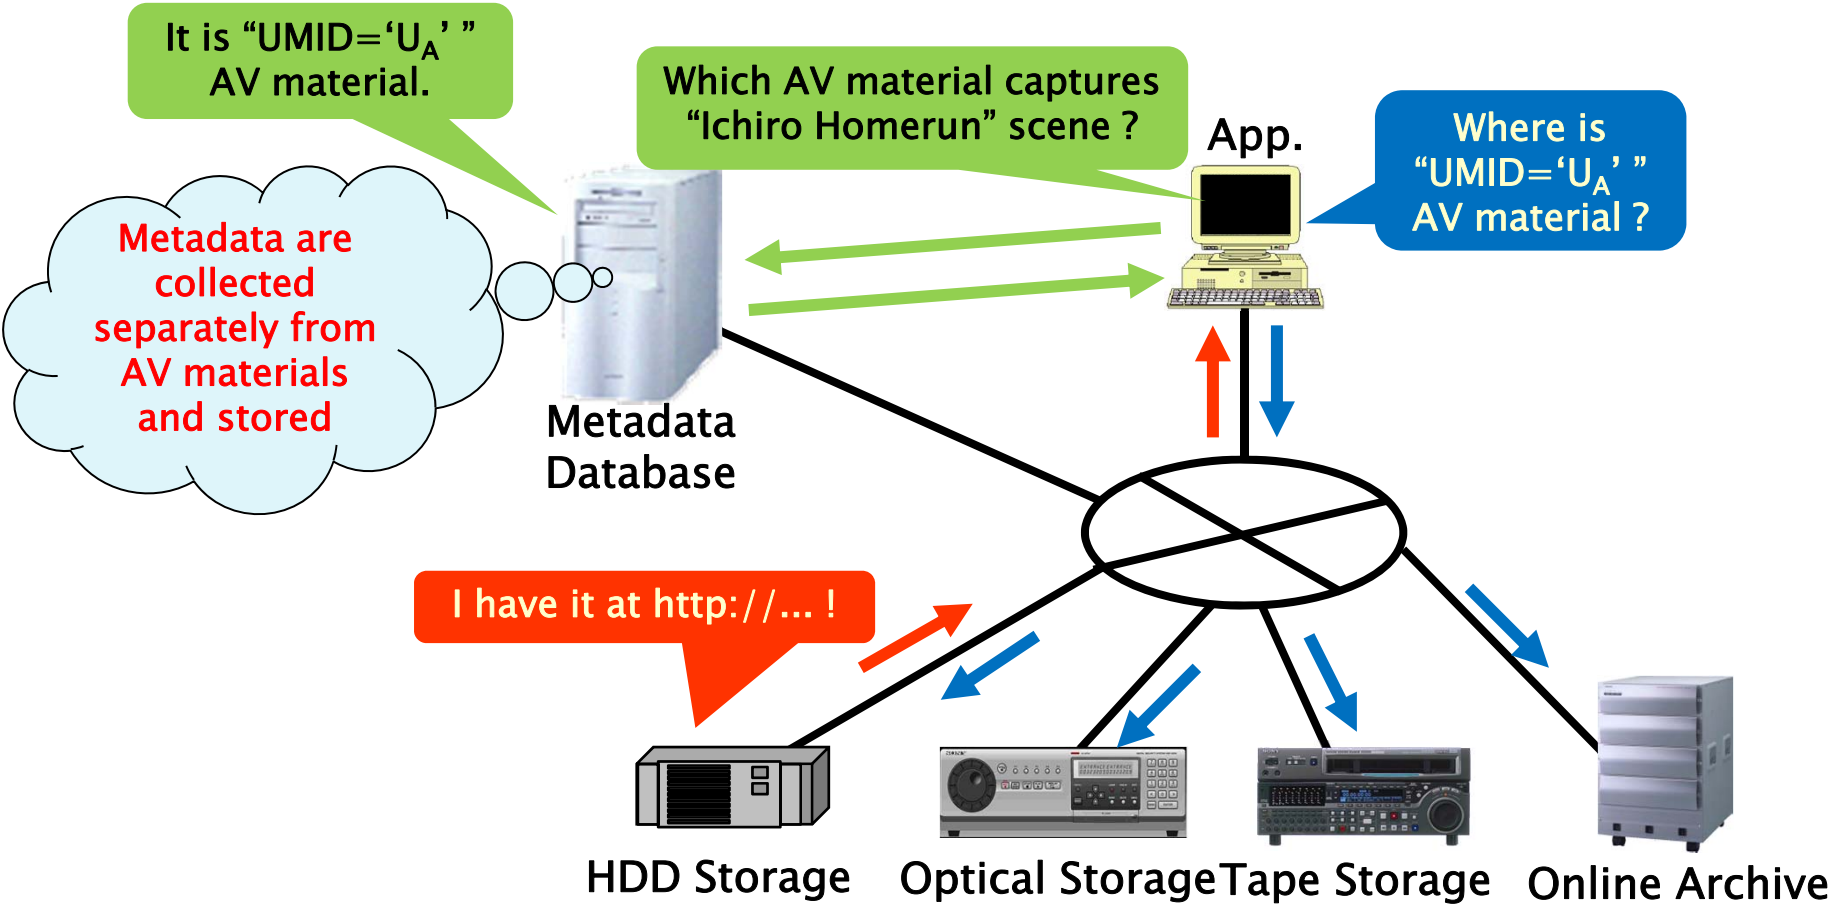 It is “UMID=‘UA’ ”
AV material.
Which AV material captures
“Ichiro Homerun” scene ?
App.
Where is
“UMID=‘UA’ ”
AV material ?
Metadata are
collected
separately from
AV materials
and stored
Metadata
Database
I have it at http://... !
HDD Storage
Optical Storage
Tape Storage
Online Archive